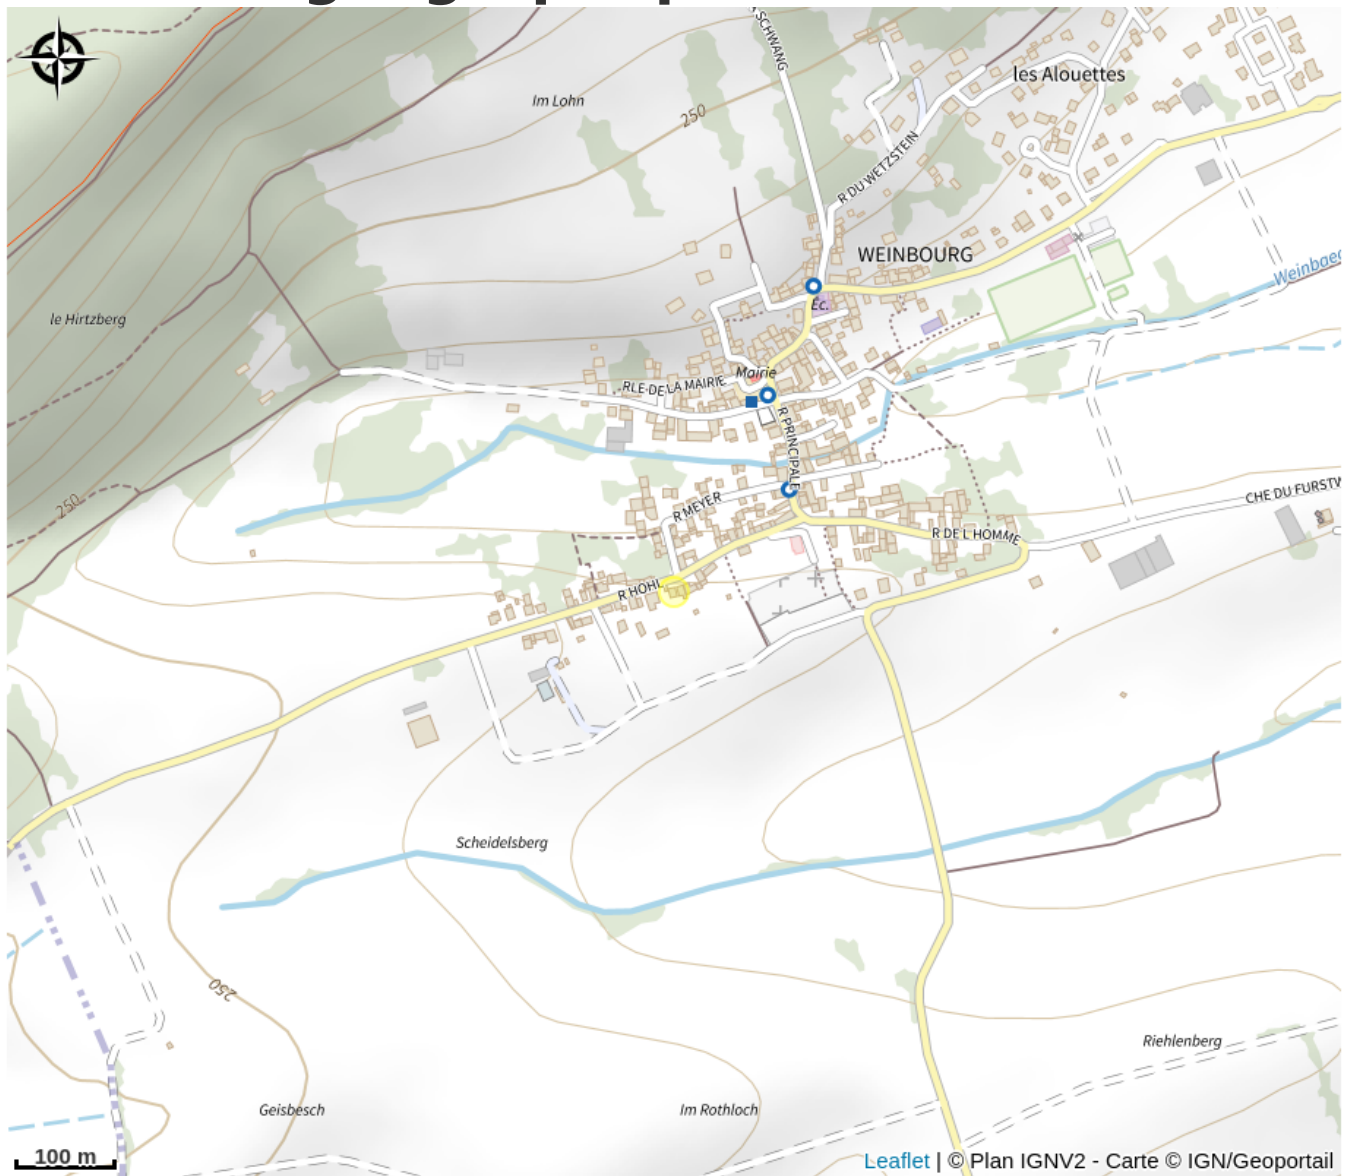 SCHWANG
les Alouettes
Im Lohn
250
R DU WETZSTEIN
WEINBOURG
Weinbaec
Éc.
le Hirtzberg
Mairie
RLE DE LA MAIRIE
R PRINCIPALE
250
R MEYER
CHE DU FURSTW
R DE L HOMME
R HOHL
Scheidelsberg
250
Riehlenberg
Geisbesch
Im Rothloch
100 m
Leaflet | © Plan IGNV2 - Carte © IGN/Geoportail